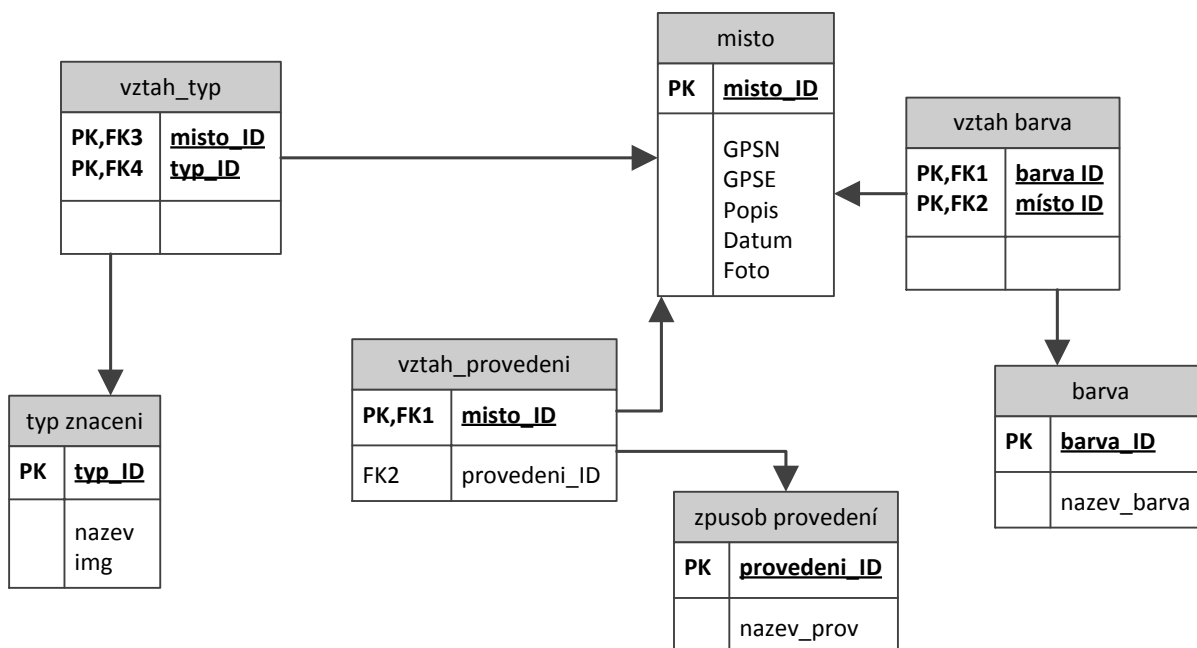 misto
PK misto_ID
GPSN
GPSE
Popis
Datum
Foto
vztah_typ
PK,FK3 misto_ID
PK,FK4 typ_ID
vztah barva
PK,FK1 barva ID
PK,FK2 místo ID
vztah_provedeni
PK,FK1 misto_ID
FK2 provedeni_ID
typ znaceni
PK typ_ID
nazev
img
barva
PK barva_ID
nazev_barva
zpusob provedení
PK provedeni_ID
nazev_prov